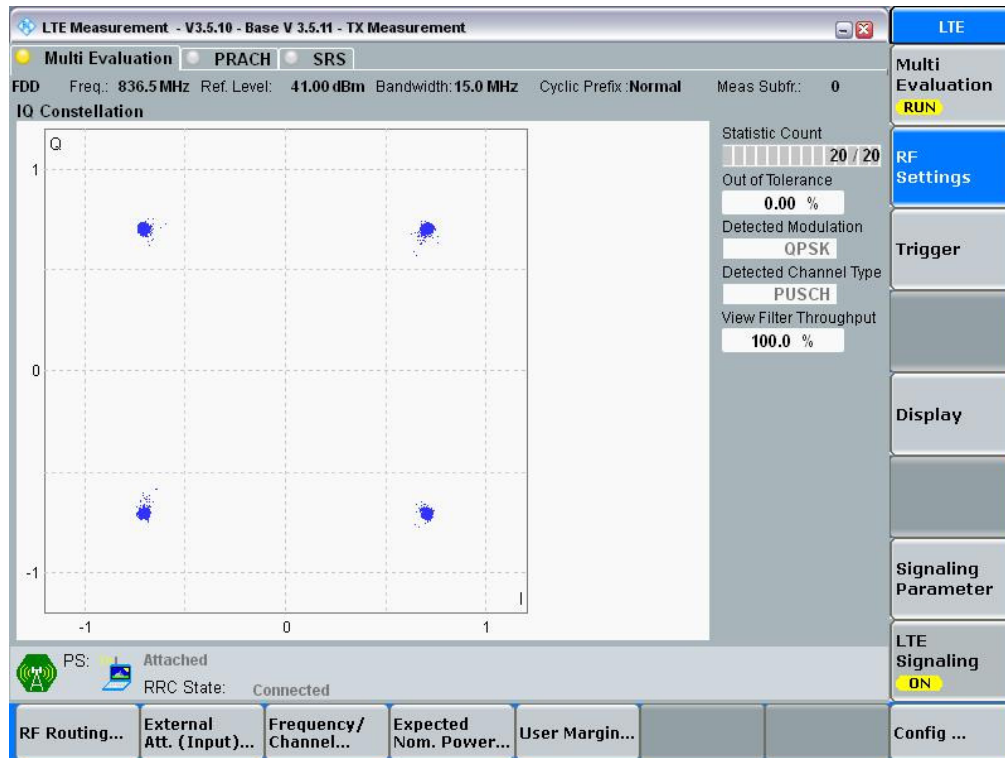 LTE Measurement - V3.5.10 - Base V 3.5.11 - TX Measurement
LTE
Multi Evaluation PRACH SRS
FDD Freq.: 836.5 MHz Ref. Level: 41.00 dBm Bandwidth: 15.0 MHz Cyclic Prefix :Normal Meas Subfr.: 0
IQ Constellation
Q
1
0
-1
I
-1 0 1
Statistic Count
20 / 20
Out of Tolerance
0.00 %
Detected Modulation
QPSK
Detected Channel Type
PUSCH
View Filter Throughput
100.0 %
Multi
Evaluation
RUN
RF
Settings
Trigger
Display
Signaling
Parameter
LTE
Signaling
ON
PS: Attached
RRC State: Connected
RF Routing...
External
Att. (Input)...
Frequency/
Channel...
Expected
Nom. Power...
User Margin...
Config ...